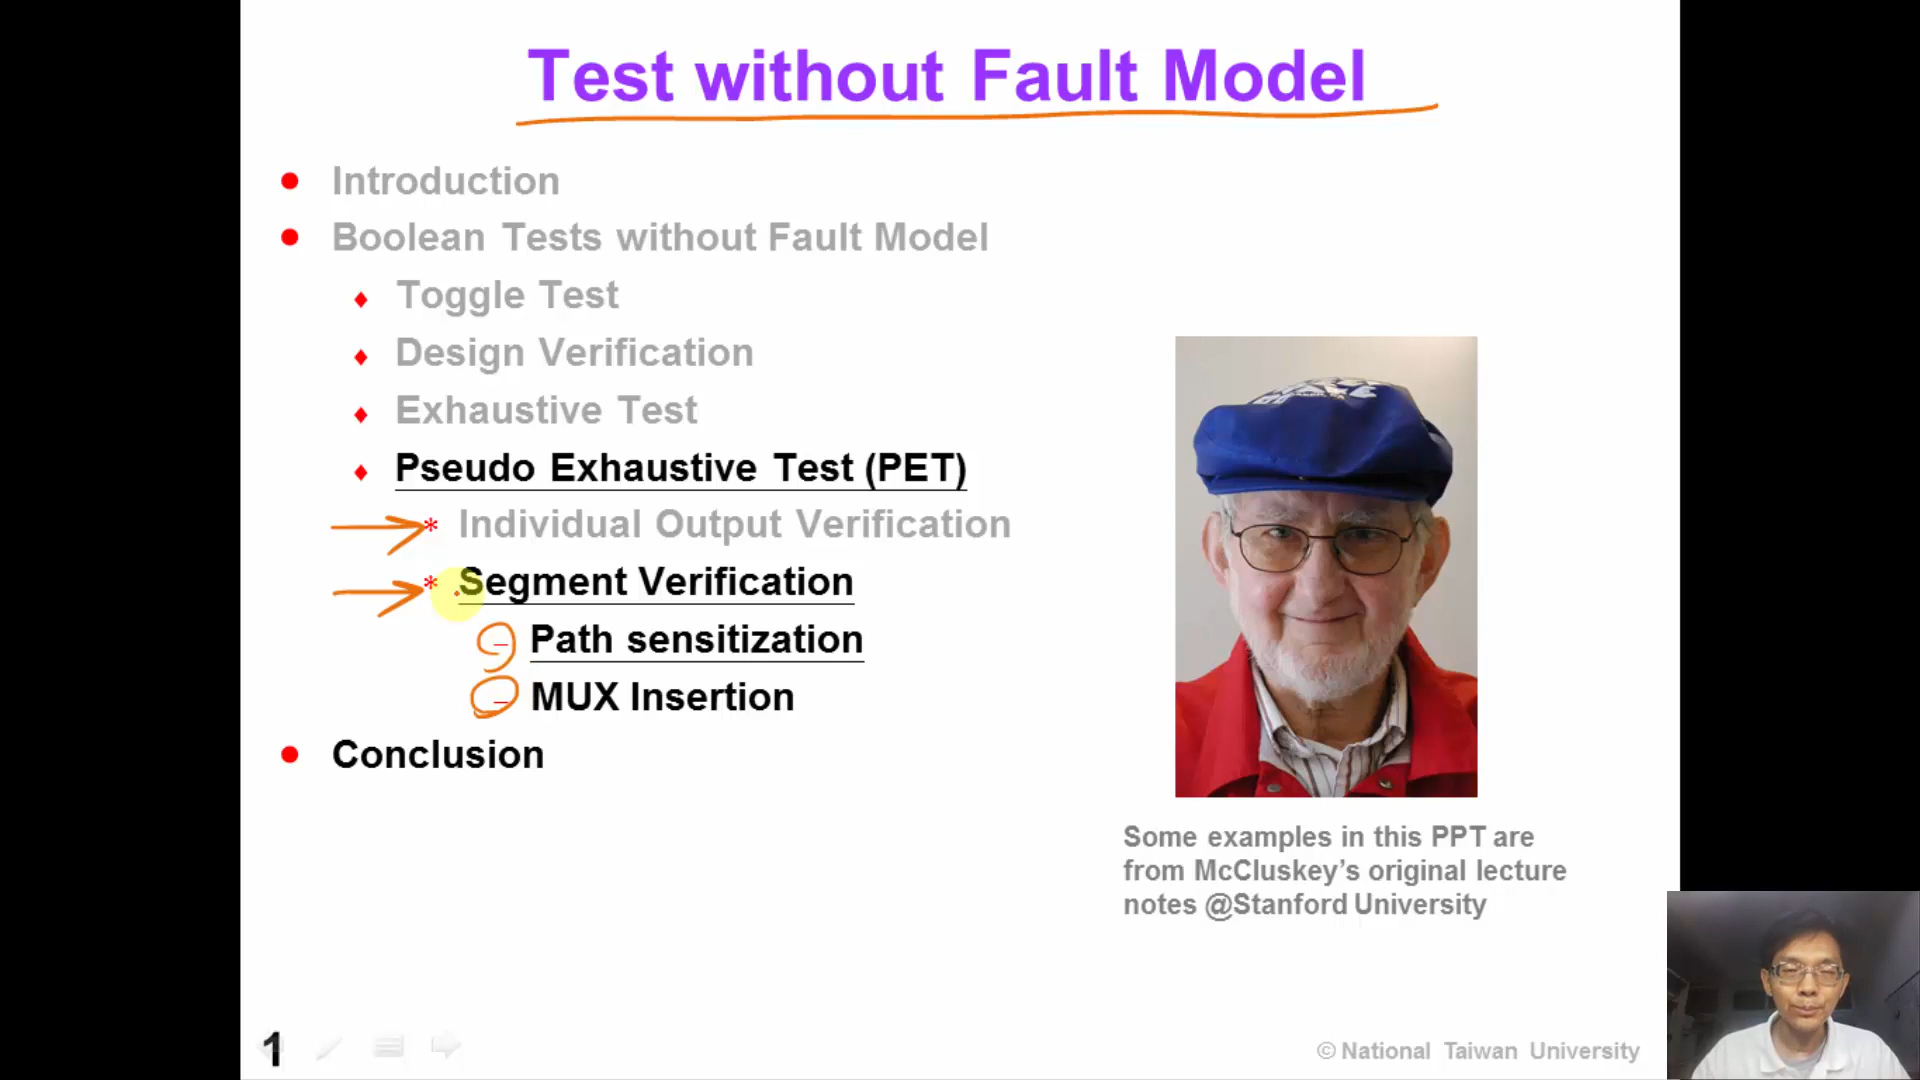 Test without Fault Model
Introduction
Boolean Tests without Fault Model
Toggle Test
Design Verification
Exhaustive Test
Pseudo Exhaustive Test (PET)
* Individual Output Verification
* Segment Verification
– Path sensitization
– MUX Insertion
Conclusion
Some examples in this PPT are
from McCluskey’s original lecture
notes @Stanford University
1
© National Taiwan University